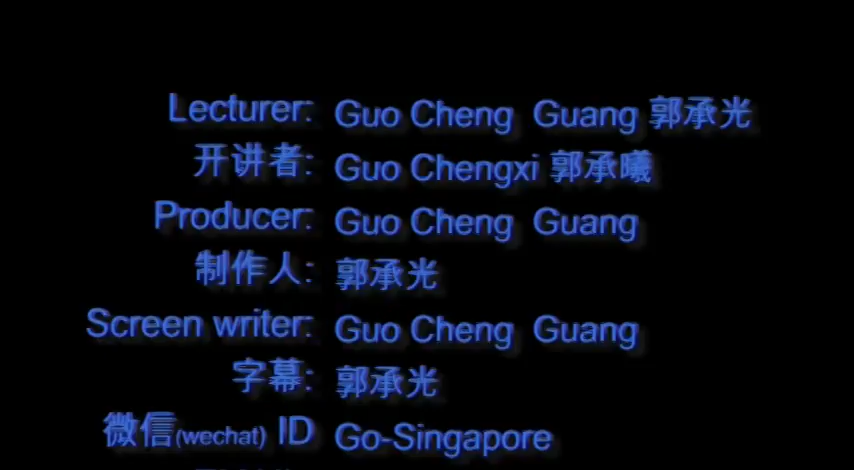 Lecturer: Guo Cheng Guang 郭承光
开讲者: Guo Chengxi 郭承曦
Producer: Guo Cheng Guang
制作人: 郭承光
Screen writer: Guo Cheng Guang
字幕: 郭承光
微信(wechat) ID Go-Singapore